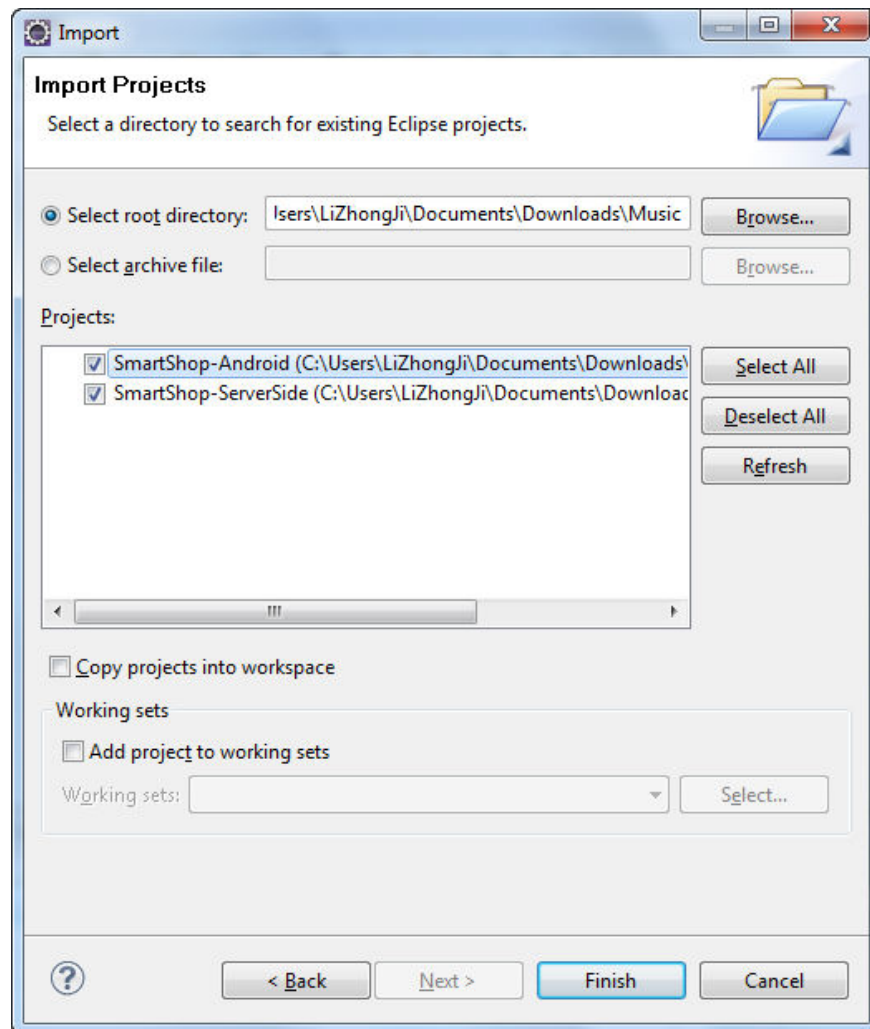 Import
Import Projects
Select a directory to search for existing Eclipse projects.
Select root directory:
sers\LiZhongJi\Documents\Downloads\Music
Browse...
Select archive file:
Browse...
Projects:
SmartShop-Android (C:\Users\LiZhongJi\Documents\Downloads\
SmartShop-ServerSide (C:\Users\LiZhongJi\Documents\Downloac
Select All
Deselect All
Refresh
Copy projects into workspace
Working sets
Add project to working sets
Working sets:
Select...
?
< Back
Next >
Finish
Cancel